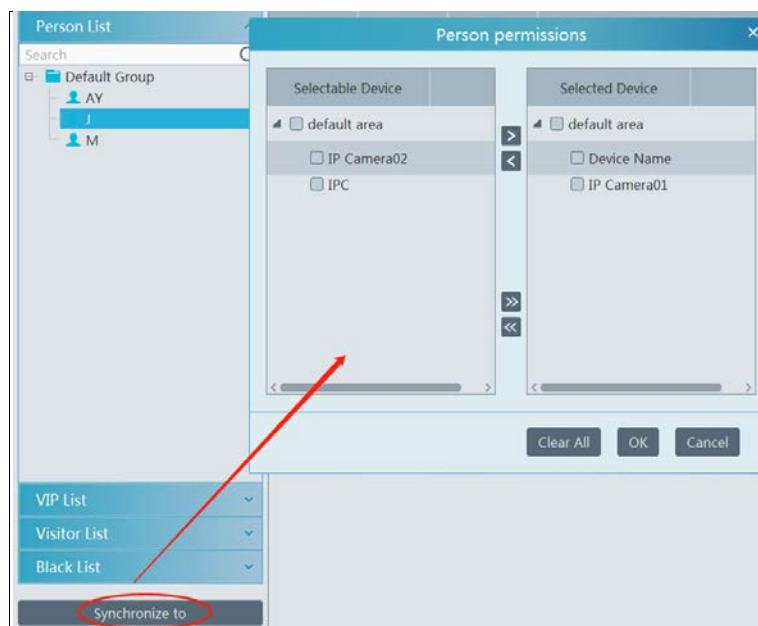 Person List
Search
Default Group
AY
J
M
VIP List
Visitor List
Black List
Synchronize to
Person permissions
Selectable Device
default area
IP Camera02
IPC
Selected Device
default area
Device Name
IP Camera01
Clear All
OK
Cancel